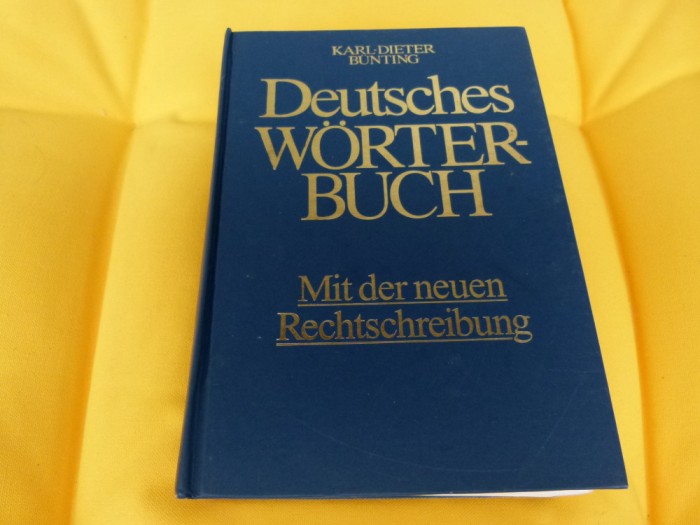 KARL-DIETER
BÜNTING
Deutsches
WÖRTER-
BUCH
Mit der neuen
Rechtschreibung